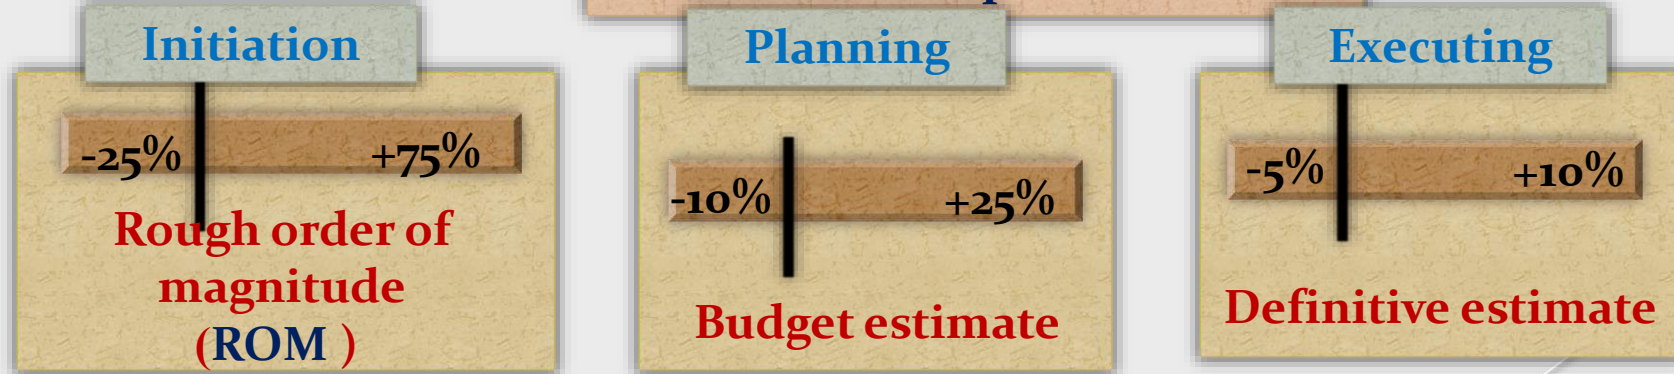 Initiation
-25%
+75%
Rough order of
magnitude
(ROM )
Planning
-10%
+25%
Budget estimate
Executing
-5%
+10%
Definitive estimate